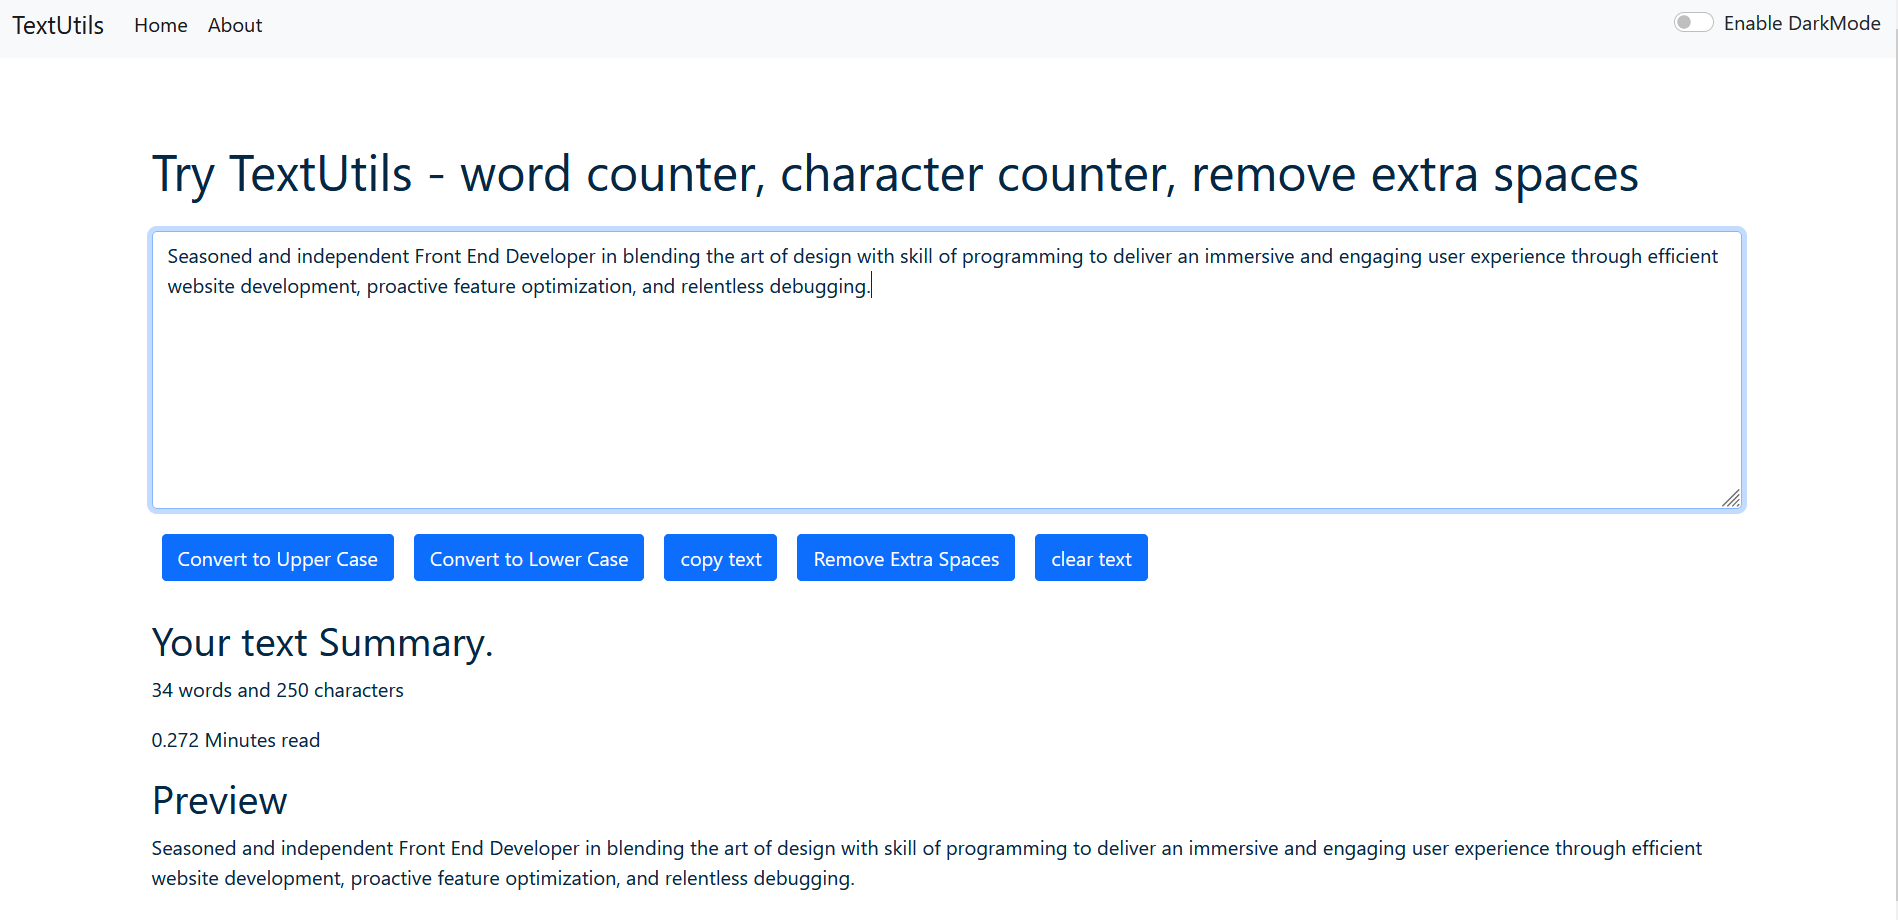 TextUtils Home About Enable DarkMode
Try TextUtils - word counter, character counter, remove extra spaces
Seasoned and independent Front End Developer in blending the art of design with skill of programming to deliver an immersive and engaging user experience through efficient
website development, proactive feature optimization, and relentless debugging.
Convert to Upper Case Convert to Lower Case copy text Remove Extra Spaces clear text
Your text Summary.
34 words and 250 characters
0.272 Minutes read
Preview
Seasoned and independent Front End Developer in blending the art of design with skill of programming to deliver an immersive and engaging user experience through efficient
website development, proactive feature optimization, and relentless debugging.